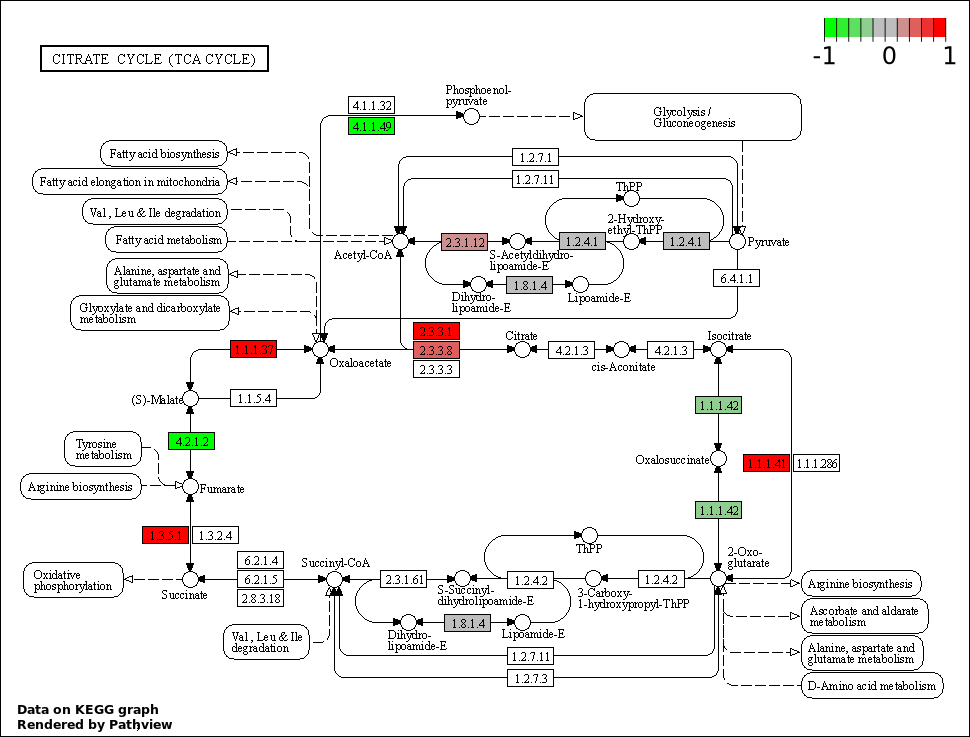 -1 0 1
CITRATE CYCLE (TCA CYCLE)
Phosphoenol-
pyruvate
4.1.1.32
4.1.1.49
Glycolysis /
Gluconeogenesis
Fatty acid biosynthesis
Fatty acid elongation in mitochondria
Val, Leu & Ile degradation
Fatty acid metabolism
Alanine, aspartate and
glutamate metabolism
Glyoxylate and dicarboxylate
metabolism
1.2.7.1
1.2.7.11
ThPP
2-Hydroxy-
ethyl-ThPP
Acetyl-CoA
2.3.1.12
1.2.4.1
1.2.4.1
Pyruvate
S-Acetyldihydro-
lipoamide-E
1.8.1.4
Dihydro-
lipoamide-E
Lipoamide-E
6.4.1.1
1.1.1.37
Oxaloacetate
2.3.3.1
2.3.3.8
2.3.3.3
Citrate
4.2.1.3
cis-Aconitate
4.2.1.3
Isocitrate
(S)-Malate
1.1.5.4
1.1.1.42
4.2.1.2
Tyrosine
metabolism
Arginine biosynthesis
Fumarate
Oxalosuccinate
1.1.1.41
1.1.1.286
1.1.1.42
1.3.5.1
1.3.2.4
ThPP
2-Oxo-
glutarate
Oxidative
phosphorylation
Succinate
6.2.1.4
6.2.1.5
2.8.3.18
Succinyl-CoA
2.3.1.61
S-Succinyl-
dihydrolipoamide-E
1.2.4.2
3-Carboxy-
1-hydroxypropyl-ThPP
1.2.4.2
Arginine biosynthesis
Ascorbate and aldarate
metabolism
Alanine, aspartate and
glutamate metabolism
D-Amino acid metabolism
Val, Leu & Ile
degradation
Dihydro-
lipoamide-E
1.8.1.4
Lipoamide-E
1.2.7.11
1.2.7.3
Data on KEGG graph
Rendered by Pathview